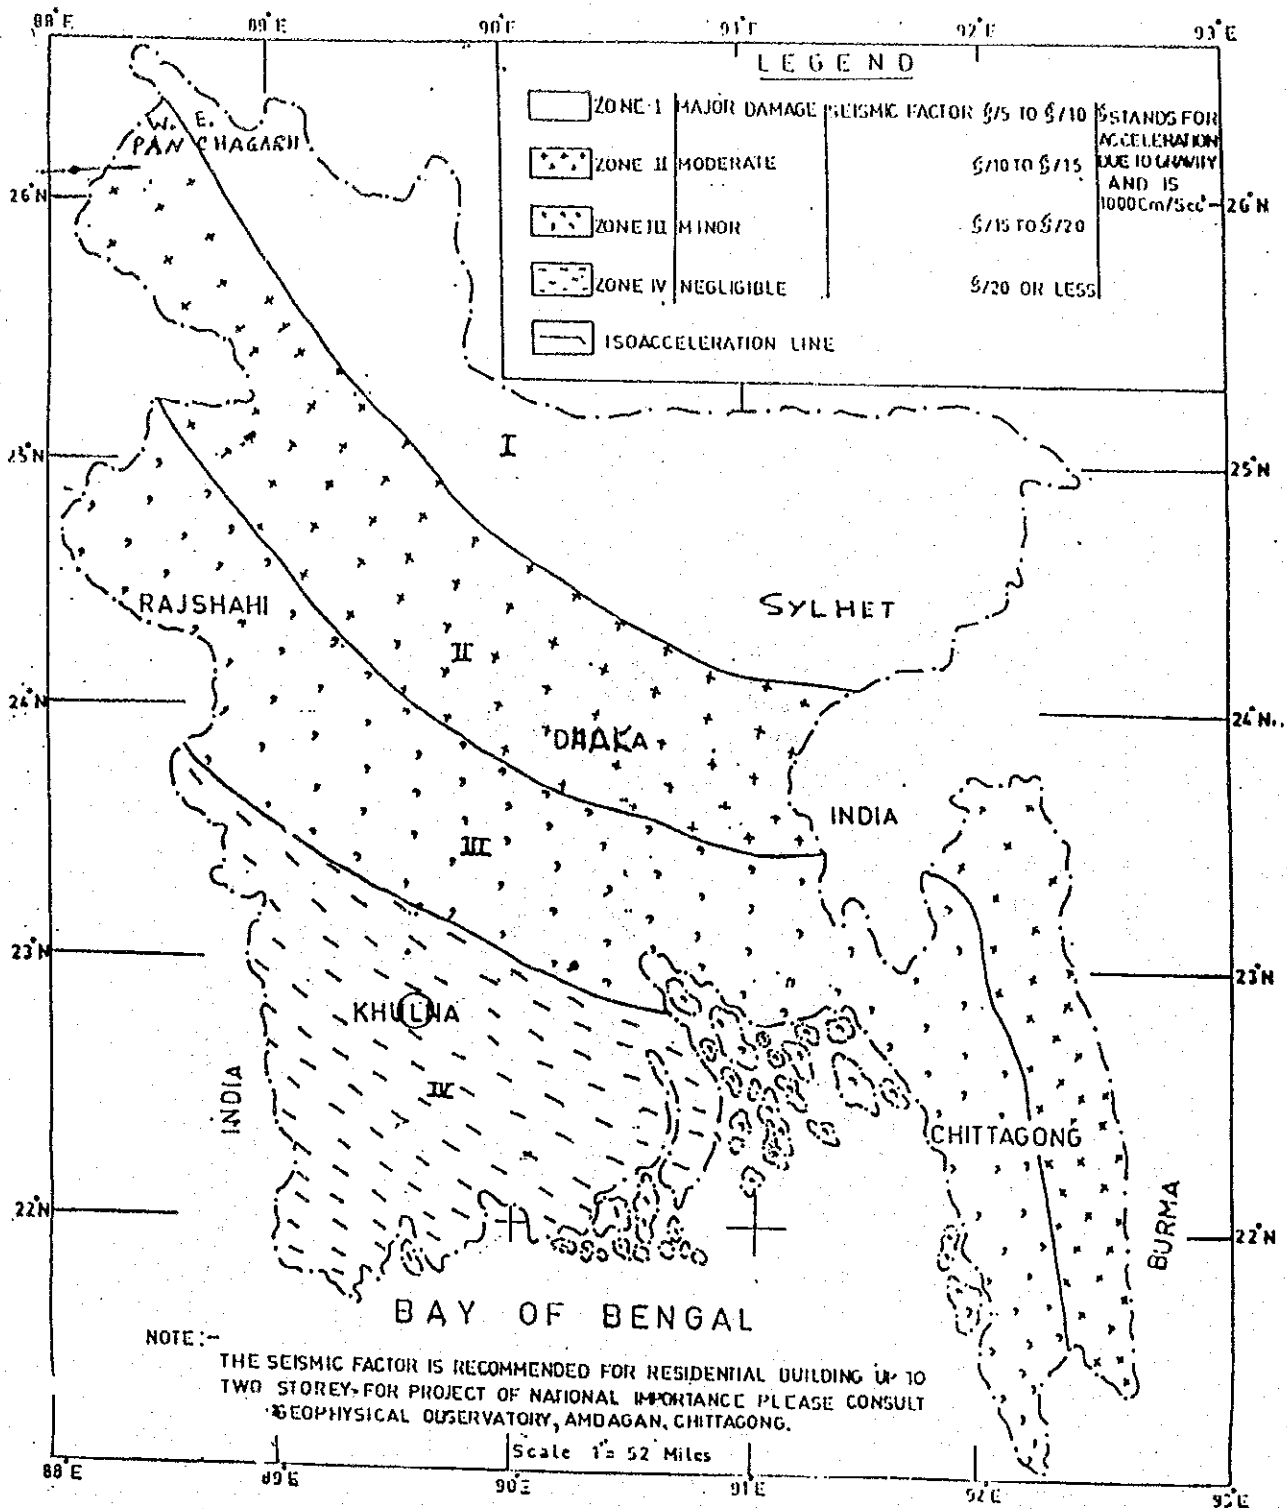 88°E 89°E 90°E 91°E 92°E 93°E
LEGEND
ZONE-I MAJOR DAMAGE SEISMIC FACTOR g/5 TO g/10
ZONE II MODERATE g/10 TO g/15
ZONE III MINOR g/15 TO g/20
ZONE IV NEGLIGIBLE g/20 OR LESS
g STANDS FOR
ACCELERATION
DUE TO GRAVITY
AND IS
1000Cm/Sec²
ISOACCELERATION LINE
W. E.
PANCHAGARH
26°N 26°N
I
25°N 25°N
RAJSHAHI
SYLHET
II
24°N 24°N
DHAKA
INDIA
III
23°N 23°N
KHULNA
INDIA
IV
CHITTAGONG
BURMA
22°N 22°N
BAY OF BENGAL
NOTE:-
THE SEISMIC FACTOR IS RECOMMENDED FOR RESIDENTIAL BUILDING UP TO
TWO STOREY-FOR PROJECT OF NATIONAL IMPORTANCE PLEASE CONSULT
GEOPHYSICAL OBSERVATORY, AMBAGAN, CHITTAGONG.
Scale 1"= 52 Miles
88°E 89°E 90°E 91°E 92°E 93°E